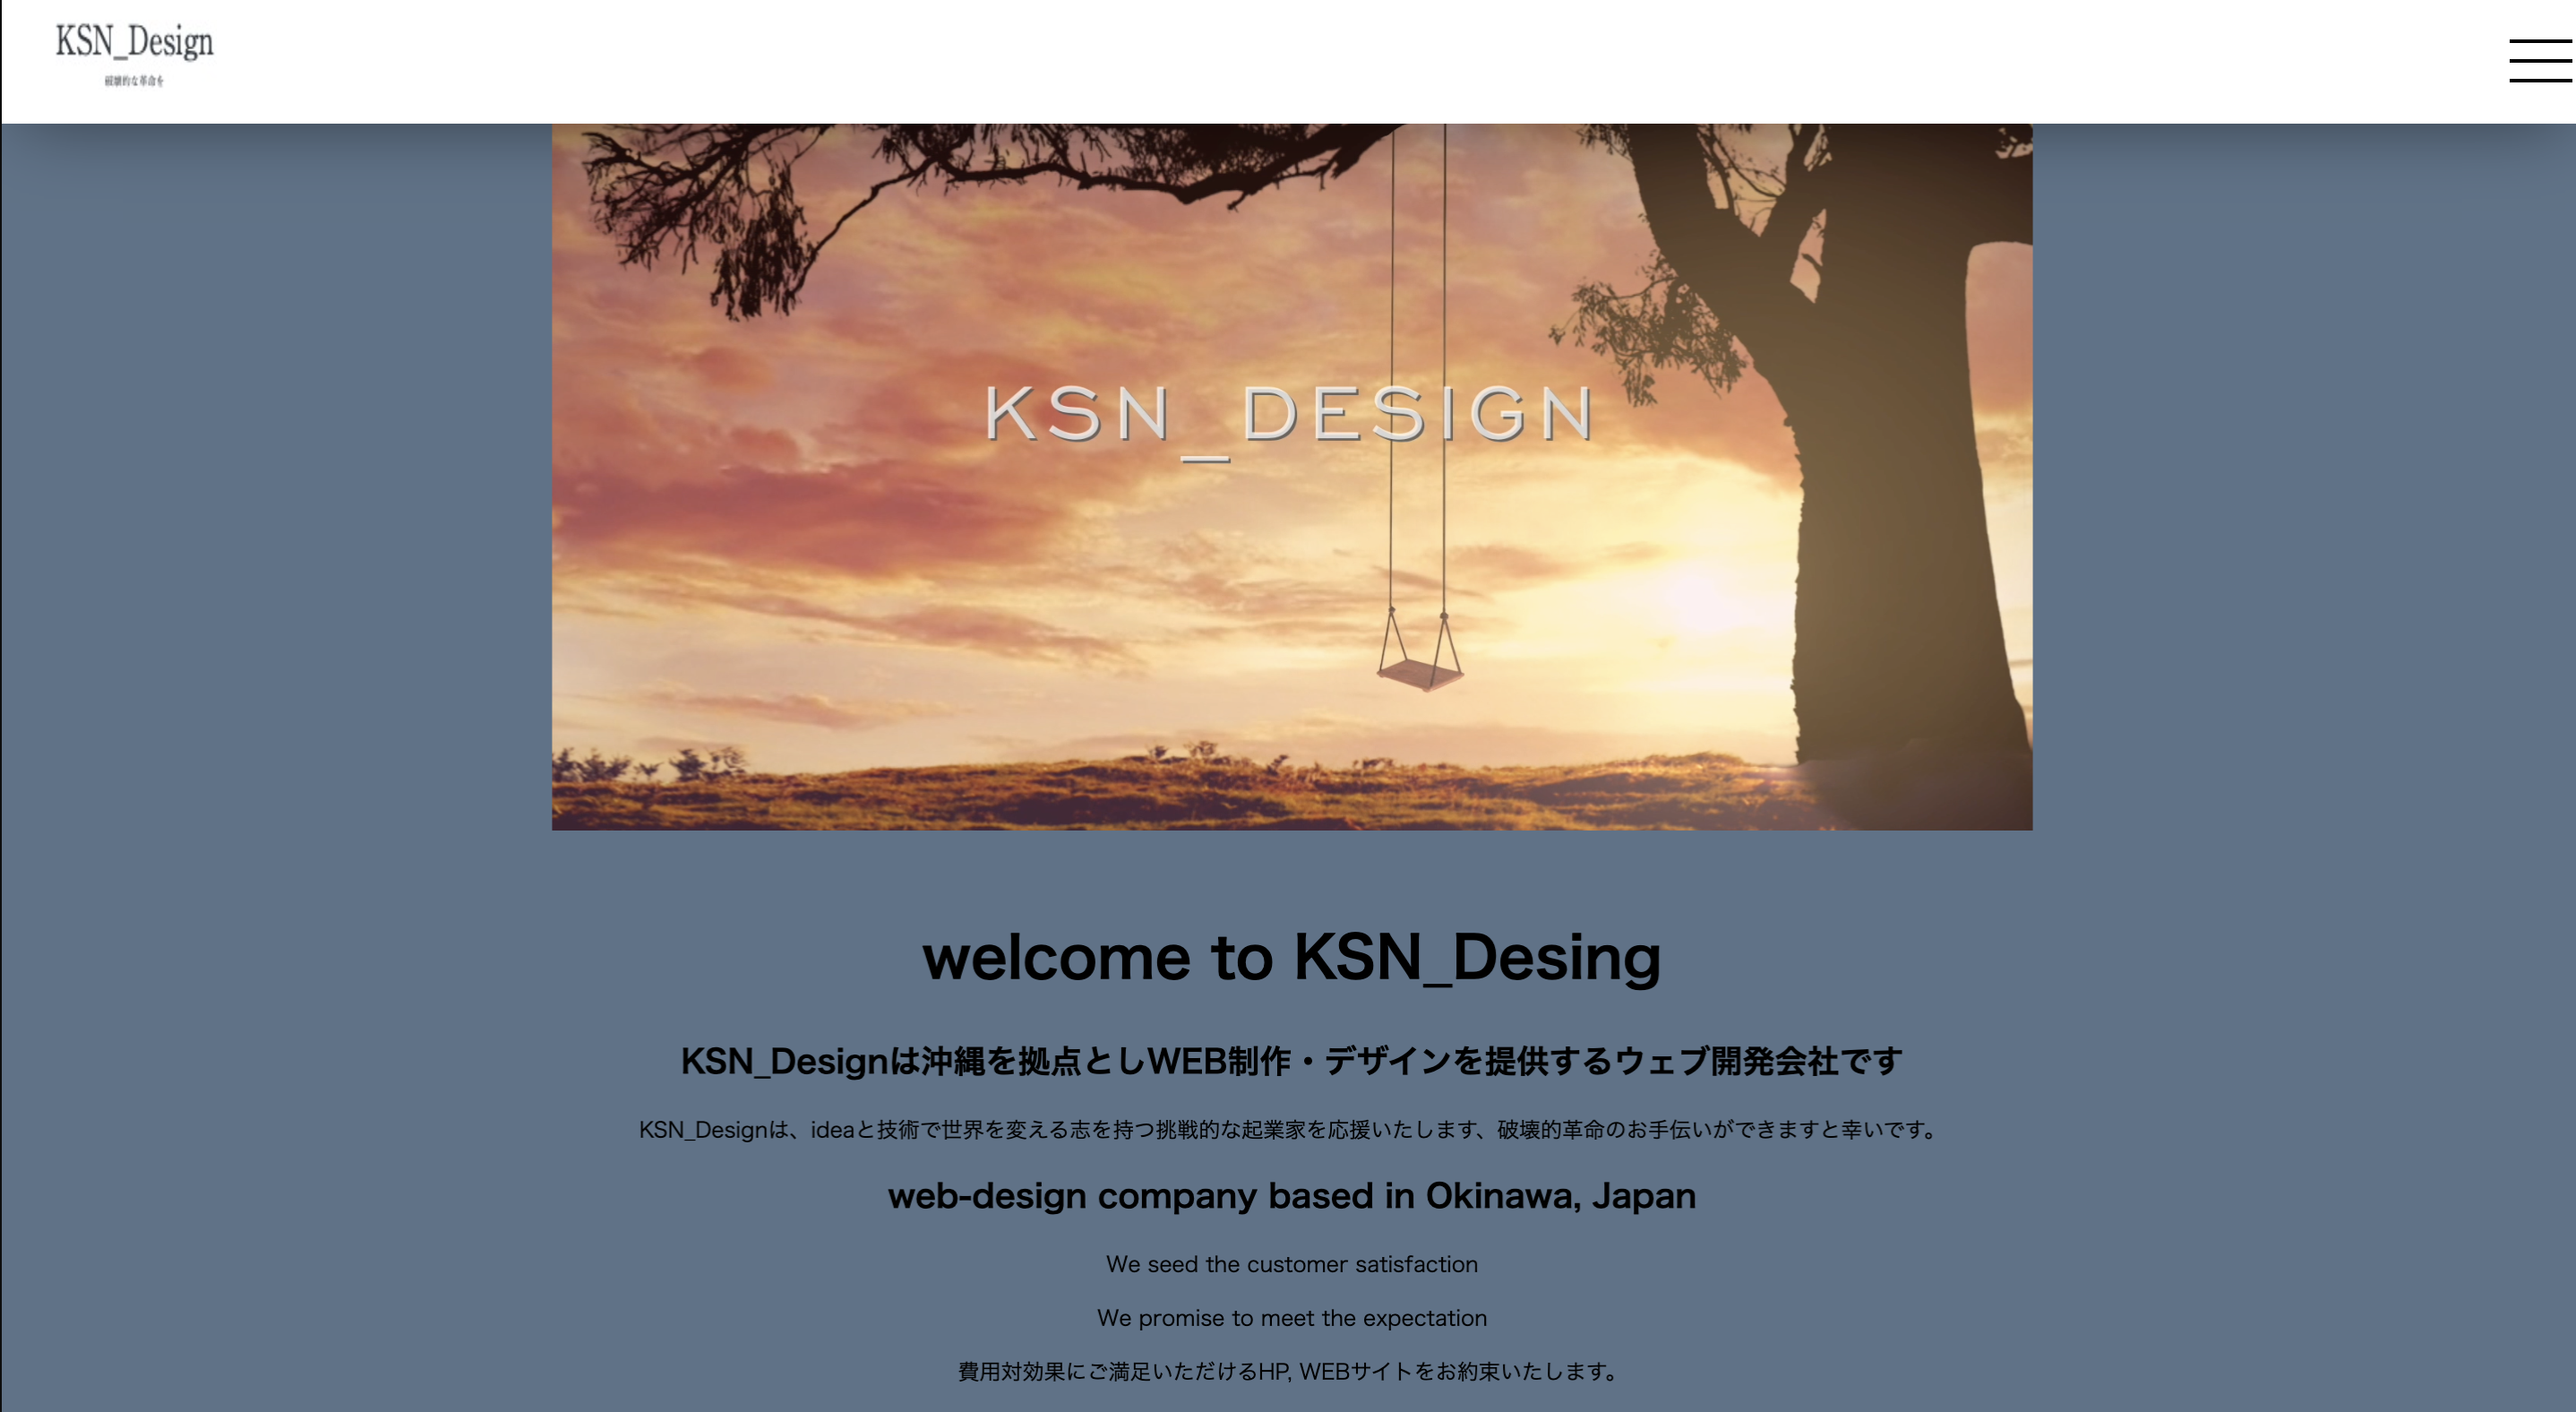 KSN_Design
破壊的な革命を
KSN_DESIGN
welcome to KSN_Desing
KSN_Designは沖縄を拠点としWEB制作・デザインを提供するウェブ開発会社です
KSN_Designは、ideaと技術で世界を変える志を持つ挑戦的な起業家を応援いたします、破壊的革命のお手伝いができますと幸いです。
web-design company based in Okinawa, Japan
We seed the customer satisfaction
We promise to meet the expectation
費用対効果にご満足いただけるHP, WEBサイトをお約束いたします。